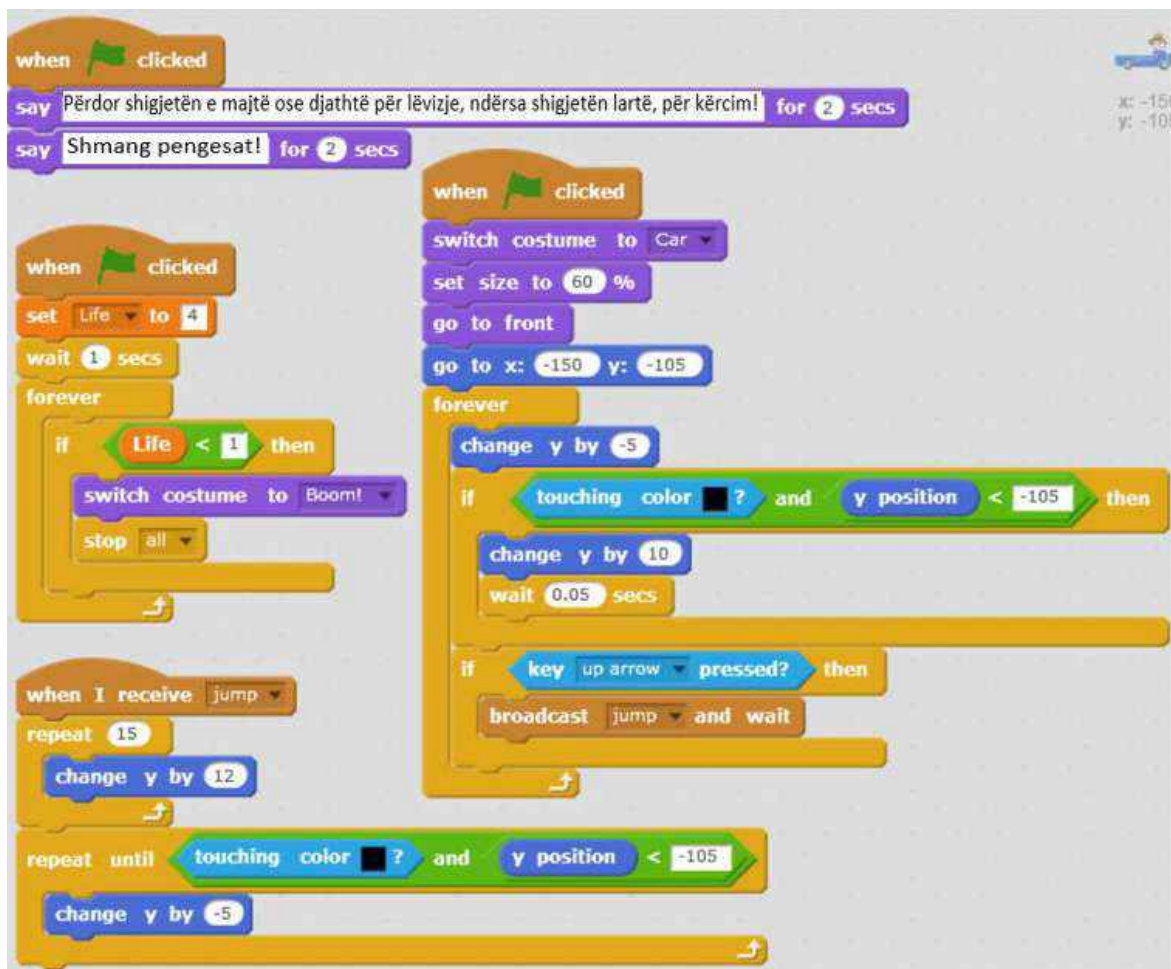 when clicked
say Përdor shigjetën e majtë ose djathtë për lëvizje, ndërsa shigjetën lartë, për kërcim! for 2 secs
say Shmang pengesat! for 2 secs
when clicked
set Life to 4
wait 1 secs
forever
if Life < 1 then
switch costume to Boom!
stop all
when I receive jump
repeat 15
change y by 12
repeat until touching color ? and y position < -105
change y by -5
when clicked
switch costume to Car
set size to 60 %
go to front
go to x: -150 y: -105
forever
change y by -5
if touching color ? and y position < -105 then
change y by 10
wait 0.05 secs
if key up arrow pressed? then
broadcast jump and wait
x:
y: